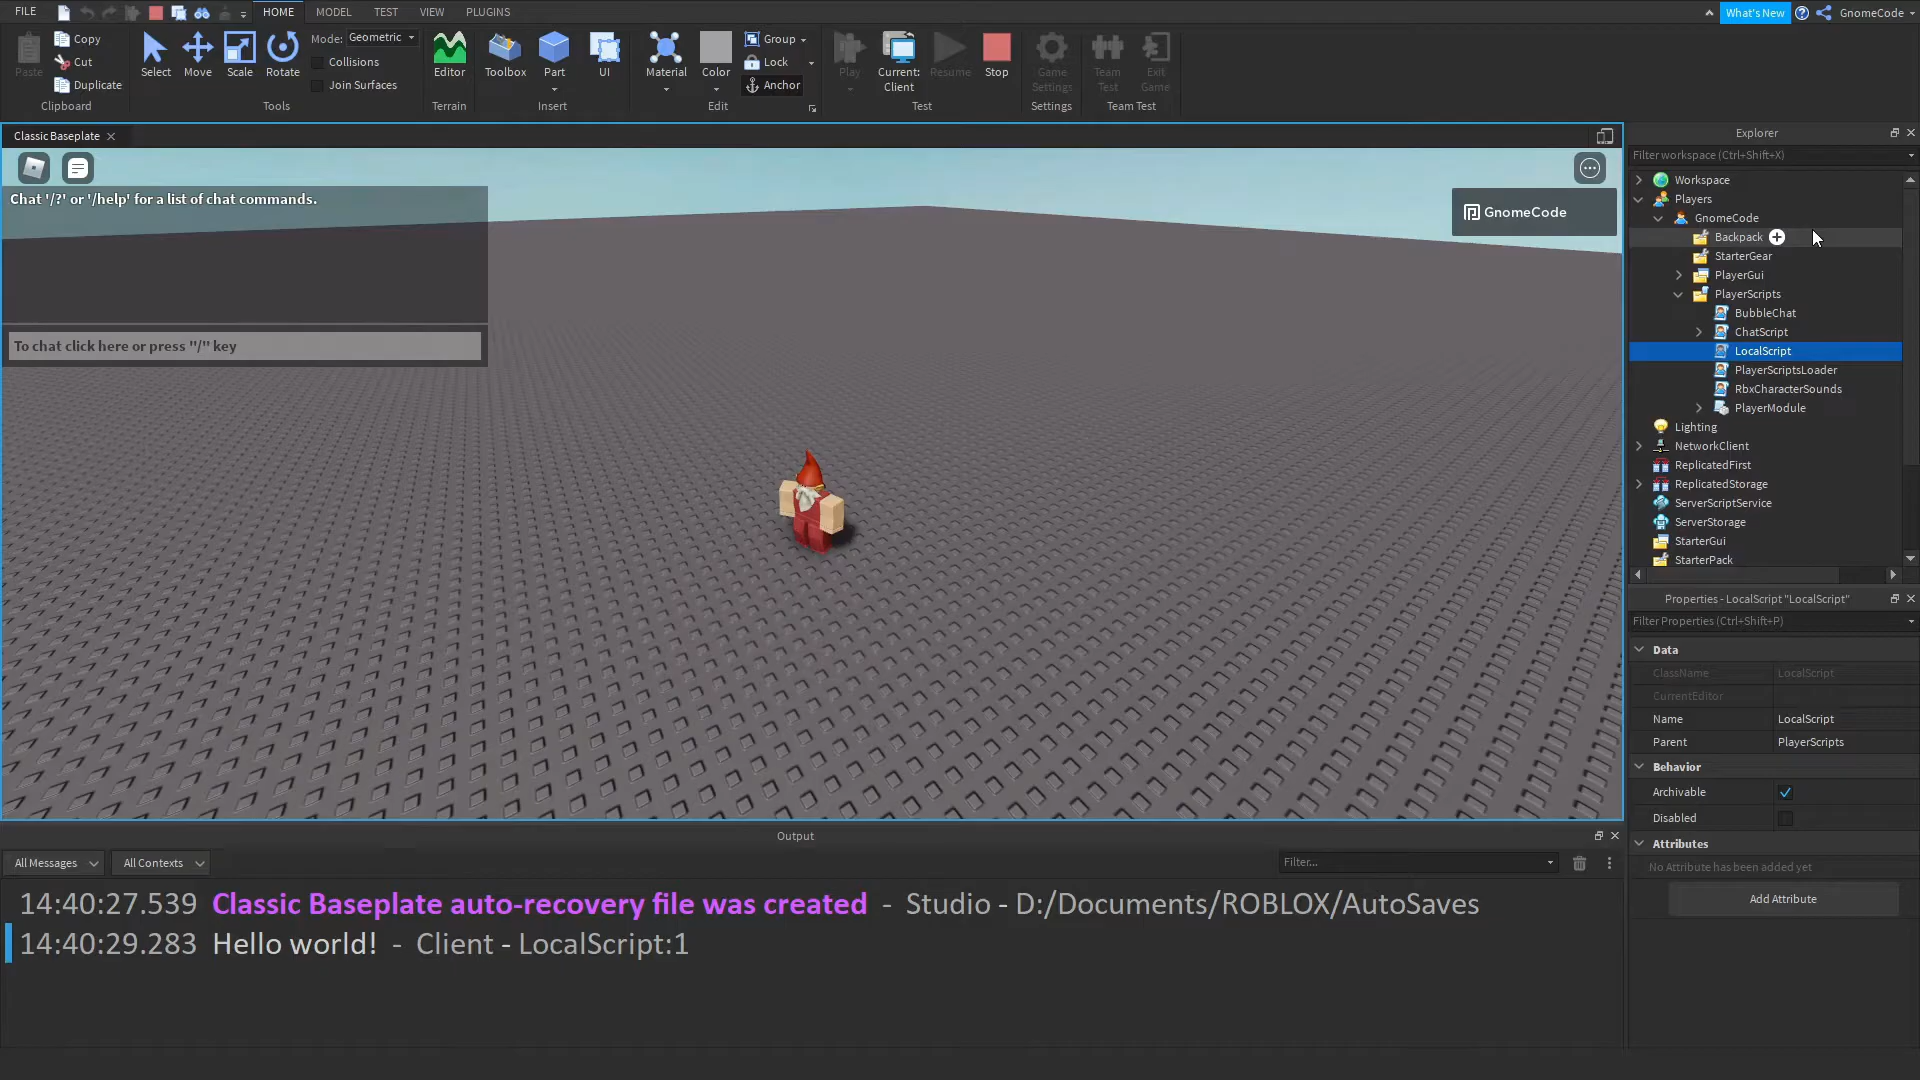 FILE
HOME
MODEL
TEST
VIEW
PLUGINS
What's New
GnomeCode
Paste
Copy
Cut
Duplicate
Clipboard
Select
Move
Scale
Rotate
Mode: Geometric
Collisions
Join Surfaces
Tools
Editor
Terrain
Toolbox
Part
UI
Insert
Material
Color
Group
Lock
Anchor
Edit
Play
Current:
Client
Resume
Stop
Test
Game
Settings
Settings
Team
Test
Exit
Game
Team Test
Classic Baseplate
Chat '/?' or '/help' for a list of chat commands.
To chat click here or press "/" key
GnomeCode
Explorer
Filter workspace (Ctrl+Shift+X)
Workspace
Players
GnomeCode
Backpack
StarterGear
PlayerGui
PlayerScripts
BubbleChat
ChatScript
LocalScript
PlayerScriptsLoader
RbxCharacterSounds
PlayerModule
Lighting
NetworkClient
ReplicatedFirst
ReplicatedStorage
ServerScriptService
ServerStorage
StarterGui
StarterPack
Properties - LocalScript "LocalScript"
Filter Properties (Ctrl+Shift+P)
Data
ClassName LocalScript
CurrentEditor
Name LocalScript
Parent PlayerScripts
Behavior
Archivable
Disabled
Attributes
No Attribute has been added yet
Add Attribute
Output
All Messages
All Contexts
Filter...
14:40:27.539 Classic Baseplate auto-recovery file was created - Studio - D:/Documents/ROBLOX/AutoSaves
14:40:29.283 Hello world! - Client - LocalScript:1